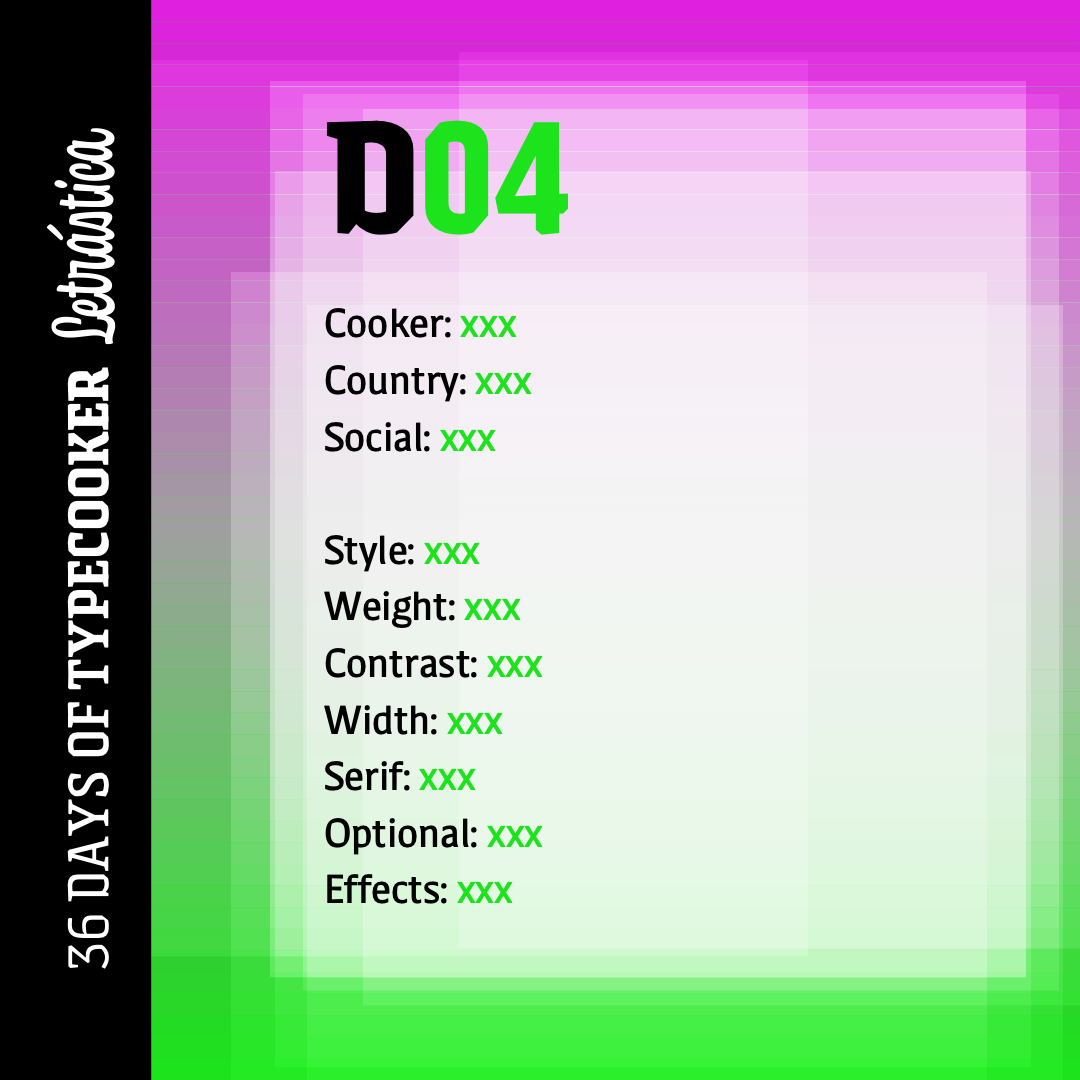 36 DAYS OF TYPECOOKER Letrástica
D04
Cooker: xxx
Country: xxx
Social: xxx
Style: xxx
Weight: xxx
Contrast: xxx
Width: xxx
Serif: xxx
Optional: xxx
Effects: xxx